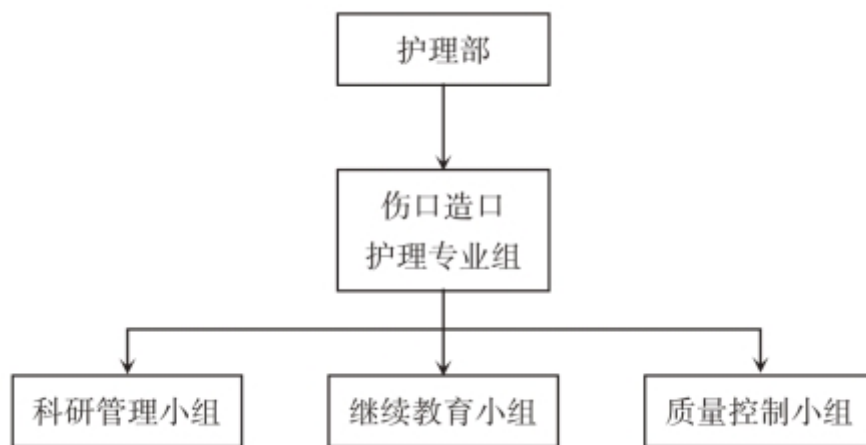 护理部
伤口造口
护理专业组
科研管理小组
继续教育小组
质量控制小组